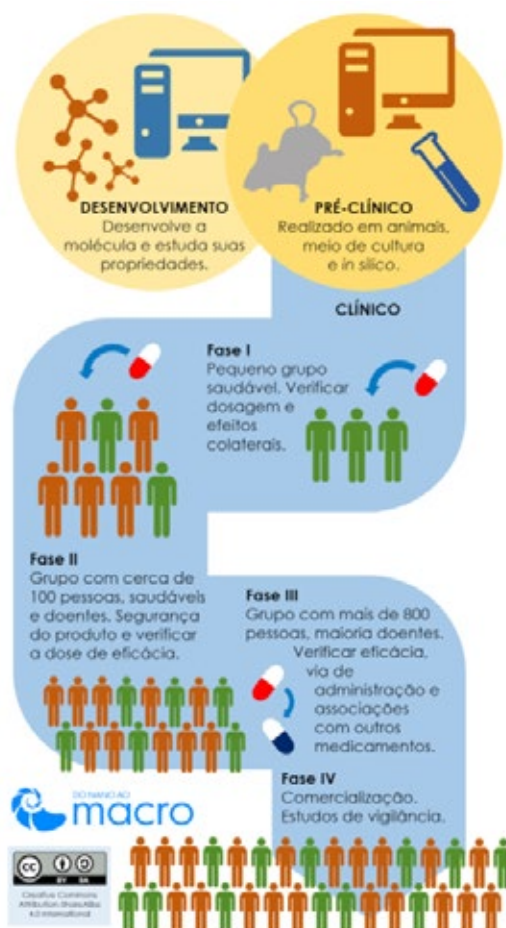 DESENVOLVIMENTO
Desenvolve a
molécula e estuda suas
propriedades.
PRÉ-CLÍNICO
Realizado em animais,
meio de cultura
e in silico.
CLÍNICO
Fase I
Pequeno grupo
saudável. Verificar
dosagem e
efeitos
colaterais.
Fase II
Grupo com cerca de
100 pessoas, saudáveis
e doentes. Segurança
do produto e verificar
a dose de eficácia.
Fase III
Grupo com mais de 800
pessoas, maioria doentes.
Verificar eficácia,
via de
administração e
associações
com outros
medicamentos.
Fase IV
Comercialização.
Estudos de vigilância.
DO NANO AO
macro
cc
BY SA
Creative Commons
Attribution-ShareAlike
4.0 International